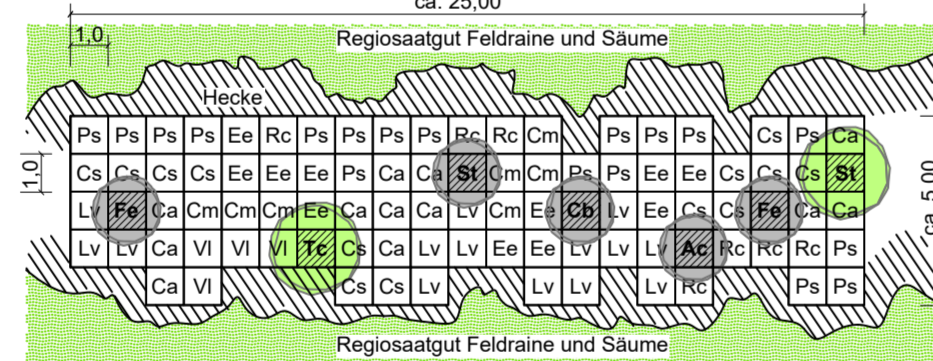 ca. 25,00
1,0
Regiosaatgut Feldraine und Säume
Hecke
Ps Ps Ps Ps Ee Rc Ps Ps Ps Ps Rc Rc Cm Ps Ps Ps Cs Ps Ca
1,0
Cs Cs Cs Cs Ee Ee Ee Ps Ca Ca St Cm Cm Ps Ps Ee Ee Cs Cs Cs St
Lv Fe Ca Cm Cm Cm Ee Ca Ca Ca Lv Cm Ee Cb Lv Ee Cs Cs Fe Ca Ca
ca. 5,00
Lv Lv Ca Vl Vl Vl Tc Cs Ca Lv Lv Ee Ee Lv Lv Lv Ac Rc Rc Rc Ps
Ca Vl Cs Cs Lv Lv Lv Lv Rc Ps Ps
Regiosaatgut Feldraine und Säume